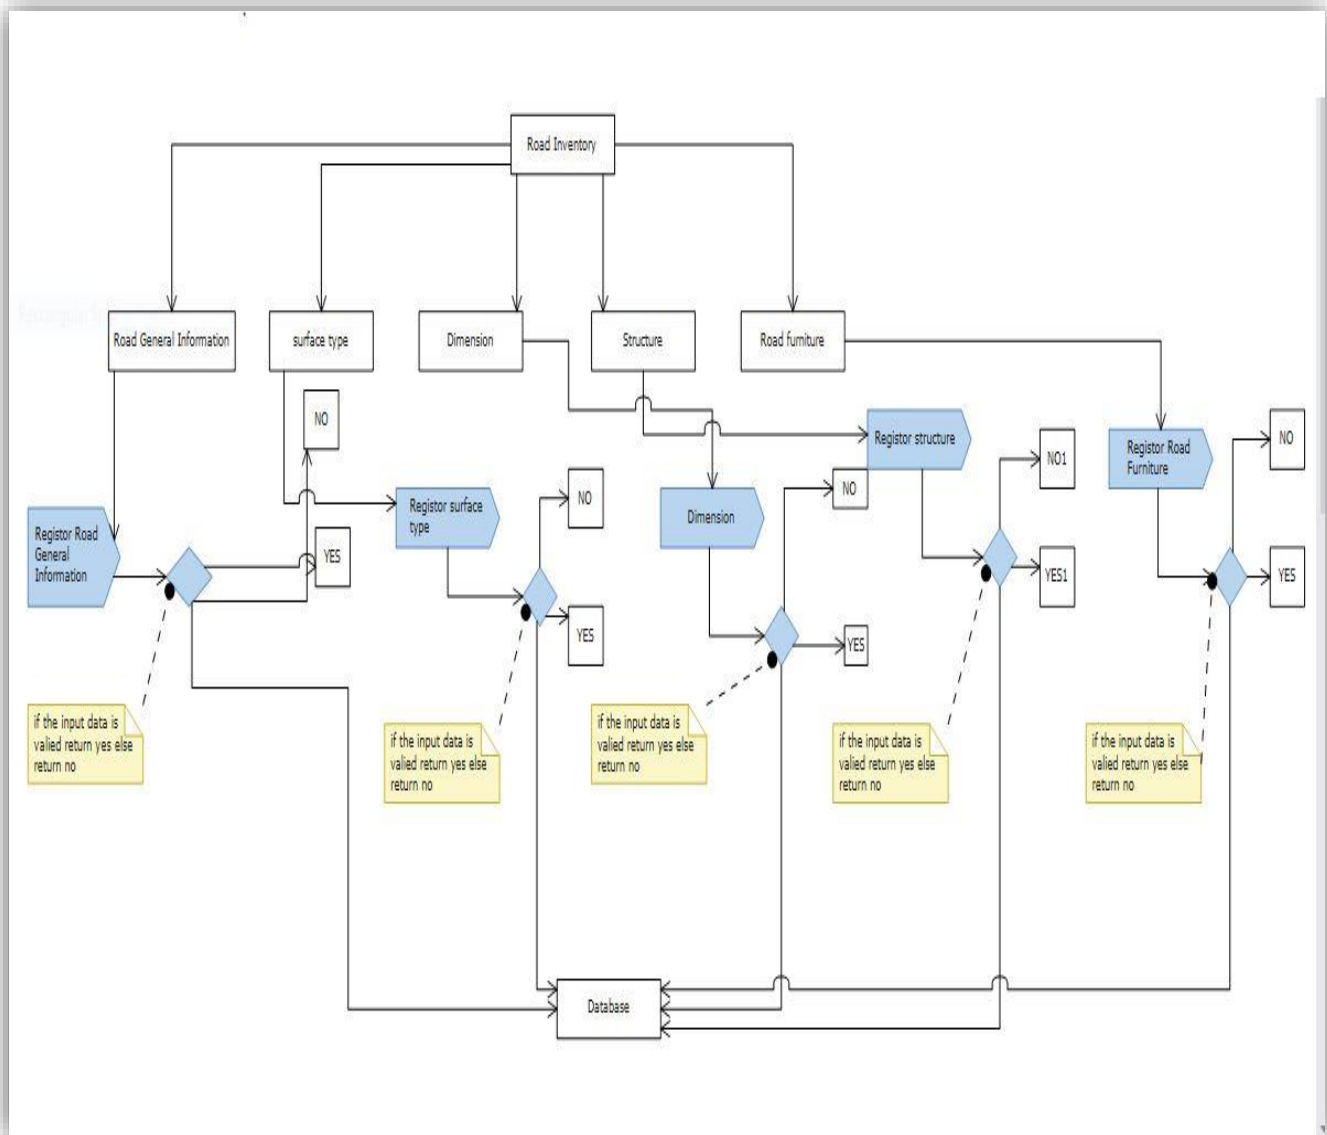 Road Inventory
Road General Information
surface type
Dimension
Structure
Road furniture
NO
Registor structure
NO1
Registor Road
Furniture
NO
Registor surface
type
NO
Dimension
NO
Registor Road
General
Information
YES
YES1
YES
YES
YES
if the input data is
valied return yes else
return no
if the input data is
valied return yes else
return no
if the input data is
valied return yes else
return no
if the input data is
valied return yes else
return no
if the input data is
valied return yes else
return no
Database